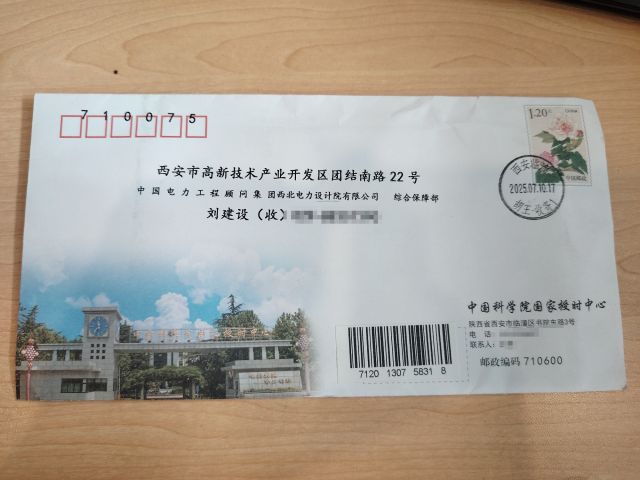 710075
1.20元
西安市高新技术产业开发区团结南路22号
中国电力工程顾问集团西北电力设计院有限公司 综合保障部
刘建设（收）
中国邮政
西安临
2025.07.10.17
中国科学院国家授时中心
陕西省西安市临潼区书院东路3号
电话：
联系人：
邮政编码 710600
7120 1307 5831 8